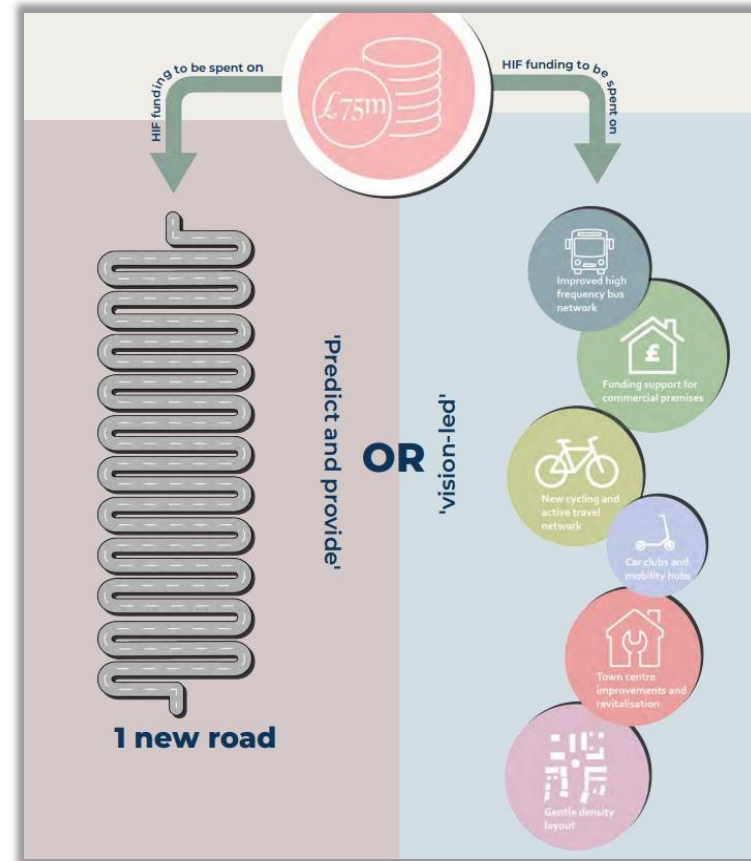 £75m
HIF funding to be spent on
HIF funding to be spent on
'Predict and provide'
OR
'vision-led'
1 new road
Improved high
frequency bus
network
£
Funding support for
commercial premises
New cycling and
active travel
network
Car clubs and
mobility hubs
Town centre
improvements and
revitalisation
Gentle density
layout